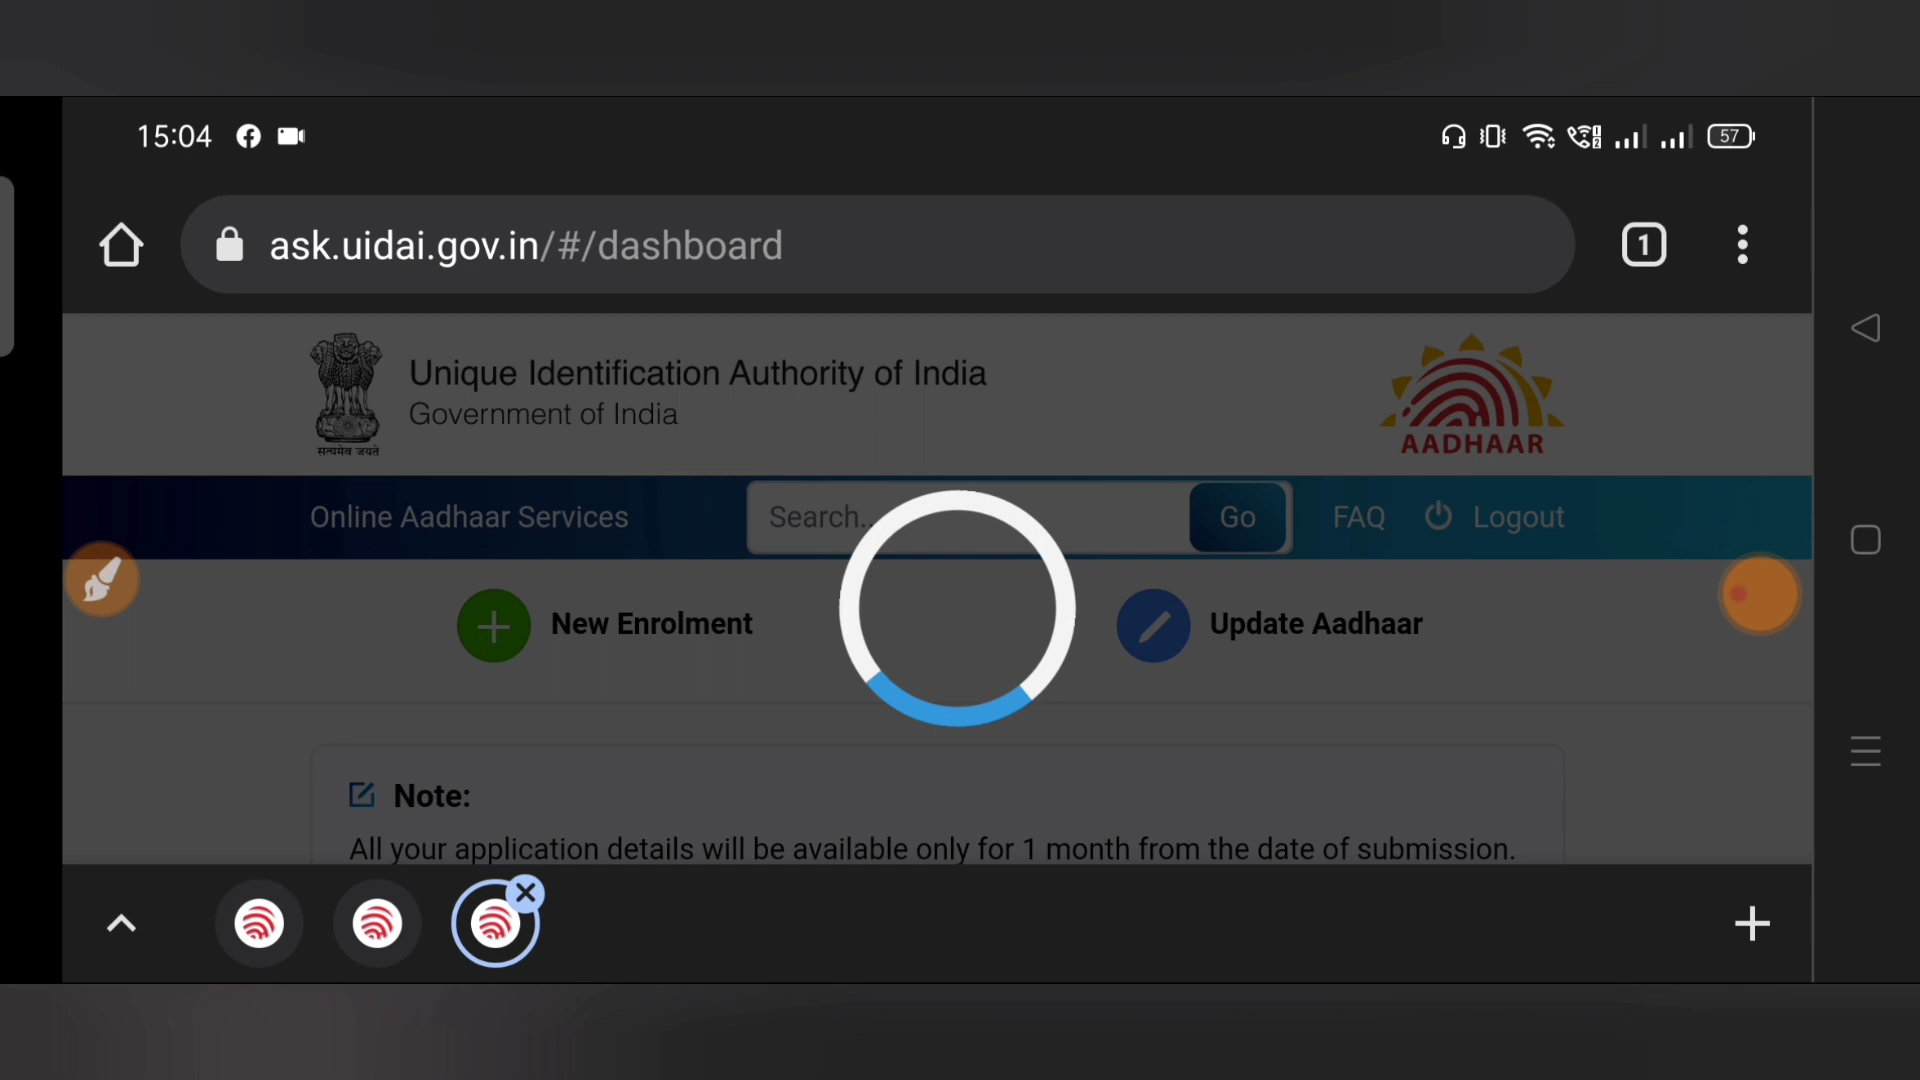 15:04
57
ask.uidai.gov.in/#/dashboard
1
Unique Identification Authority of India
Government of India
सत्यमेव जयते
AADHAAR
Online Aadhaar Services
Search..
Go
FAQ
Logout
New Enrolment
Update Aadhaar
Note:
All your application details will be available only for 1 month from the date of submission.